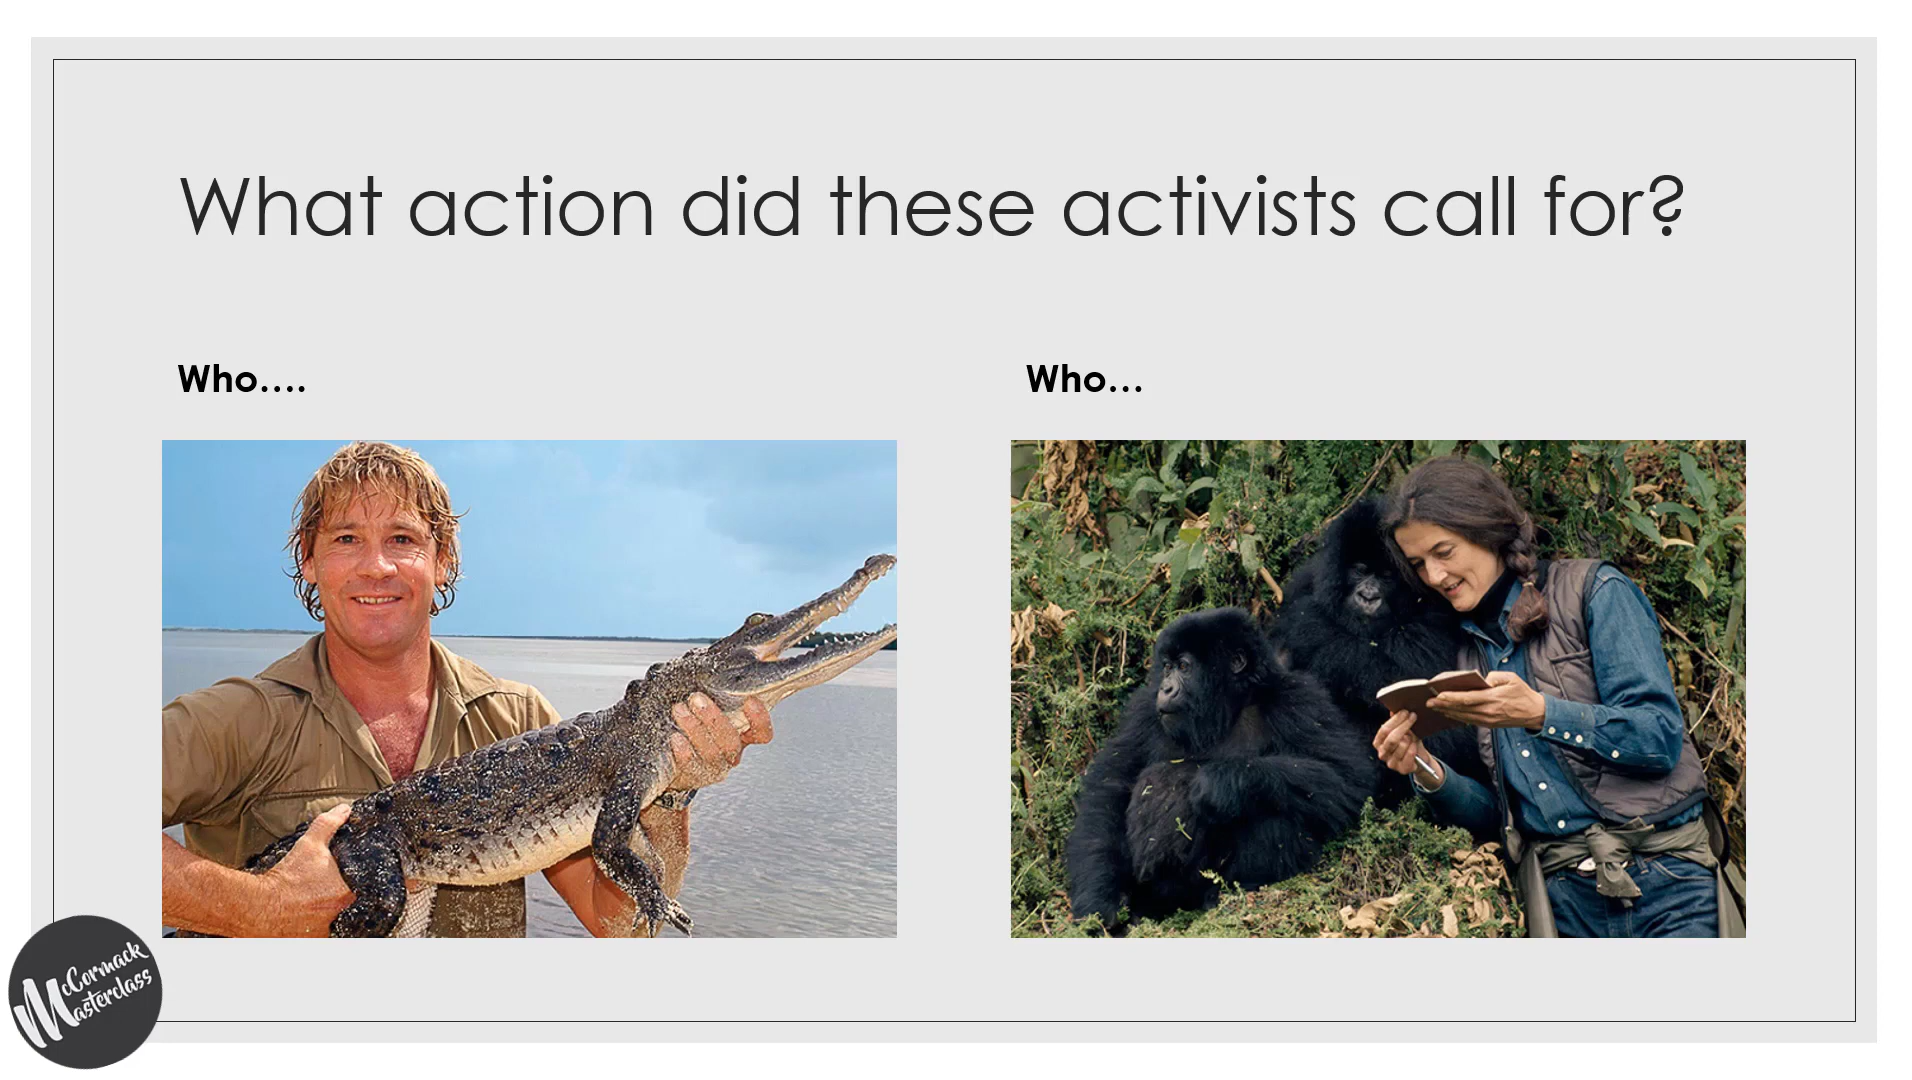 What action did these activists call for?
Who....
Who...
McCormack
Masterclass